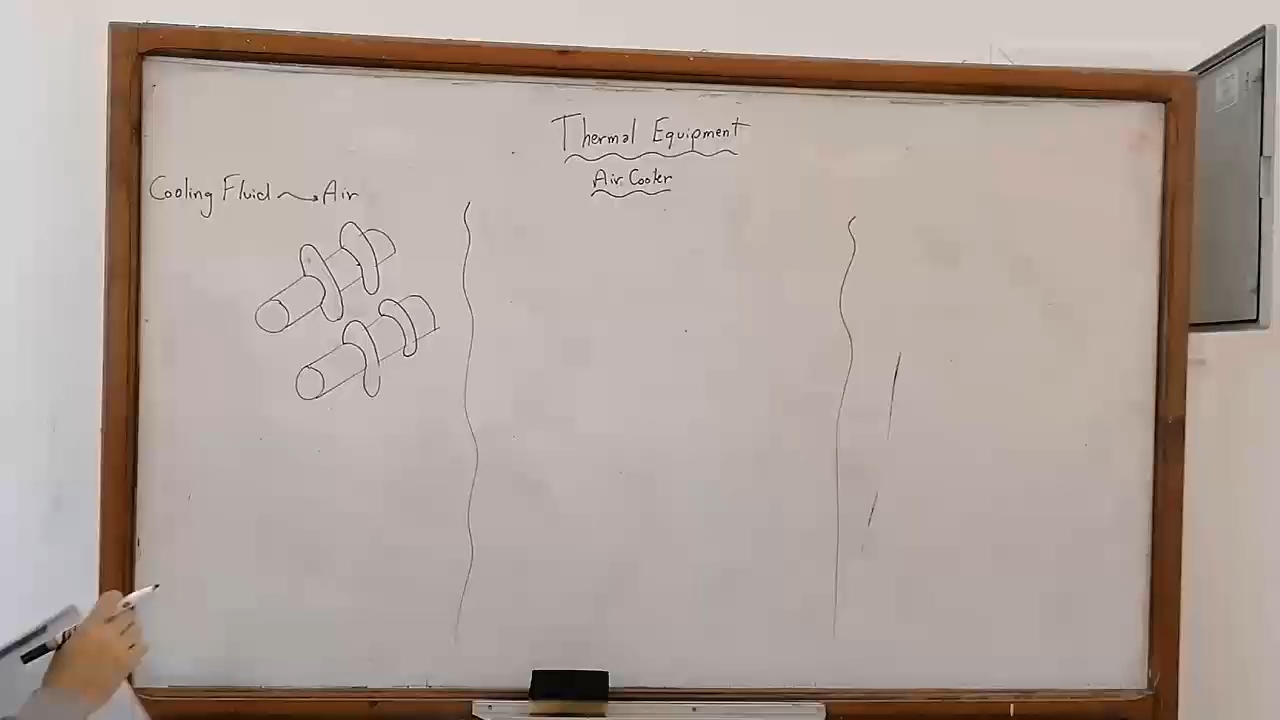 Thermal Equipment
Air Cooler
Cooling Fluid → Air